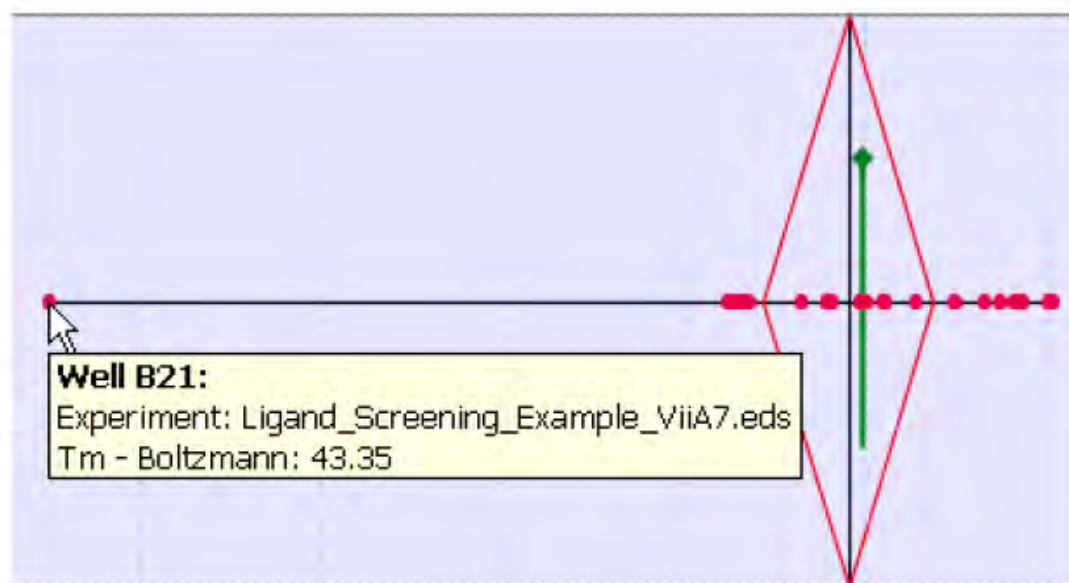 Well B21:
Experiment: Ligand_Screening_Example_ViiA7.eds
Tm - Boltzmann: 43.35